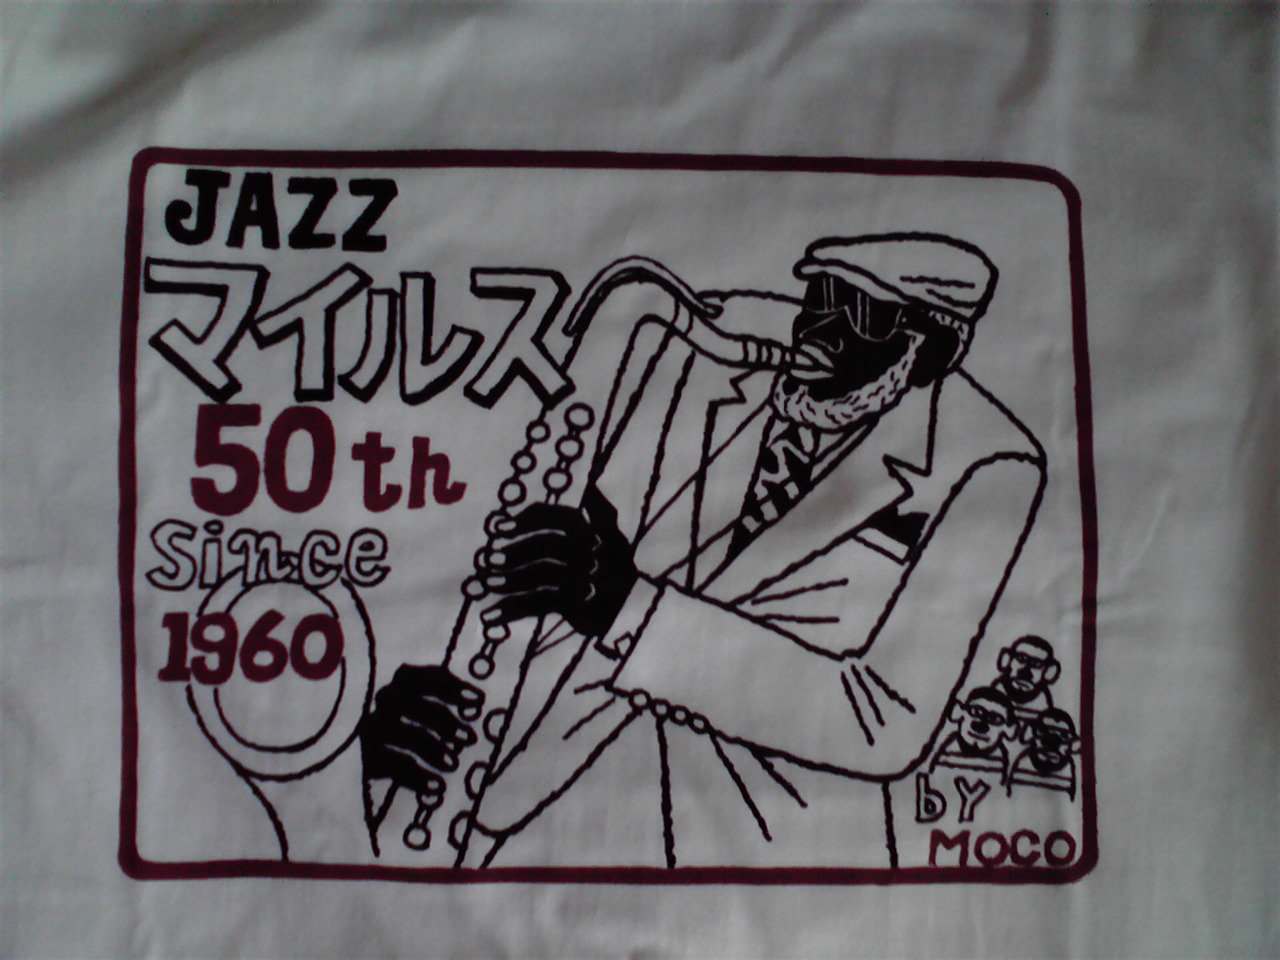 JAZZ
マイルス
50th
since
1960
by
MOCO